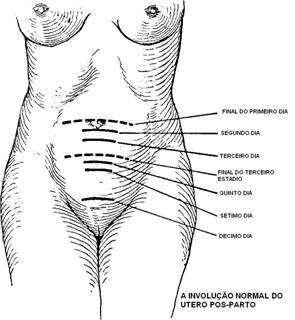 FINAL DO PRIMEIRO DIA
SEGUNDO DIA
TERCEIRO DIA
FINAL DO TERCEIRO
ESTADIO
QUINTO DIA
SETIMO DIA
DECIMO DIA
A INVOLUÇÃO NORMAL DO
UTERO POS-PARTO